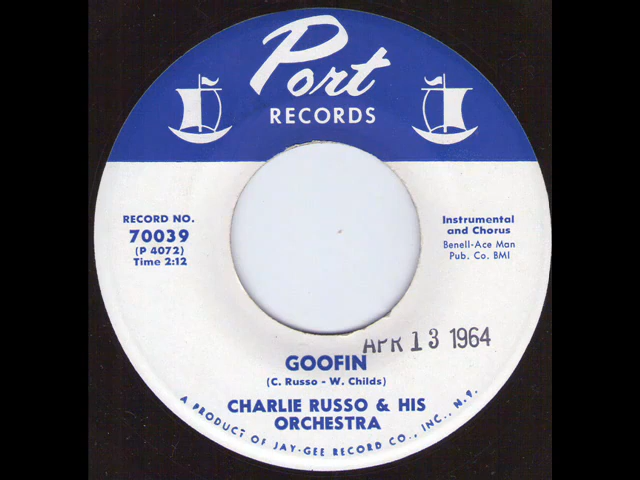 Port
RECORDS
RECORD NO.
70039
(P 4072)
Time 2:12
Instrumental
and Chorus
Benell-Ace Man
Pub. Co. BMI
APR 13 1964
GOOFIN
(C. Russo - W. Childs)
CHARLIE RUSSO & HIS
ORCHESTRA
A PRODUCT OF JAY-GEE RECORD CO., INC., N.Y.